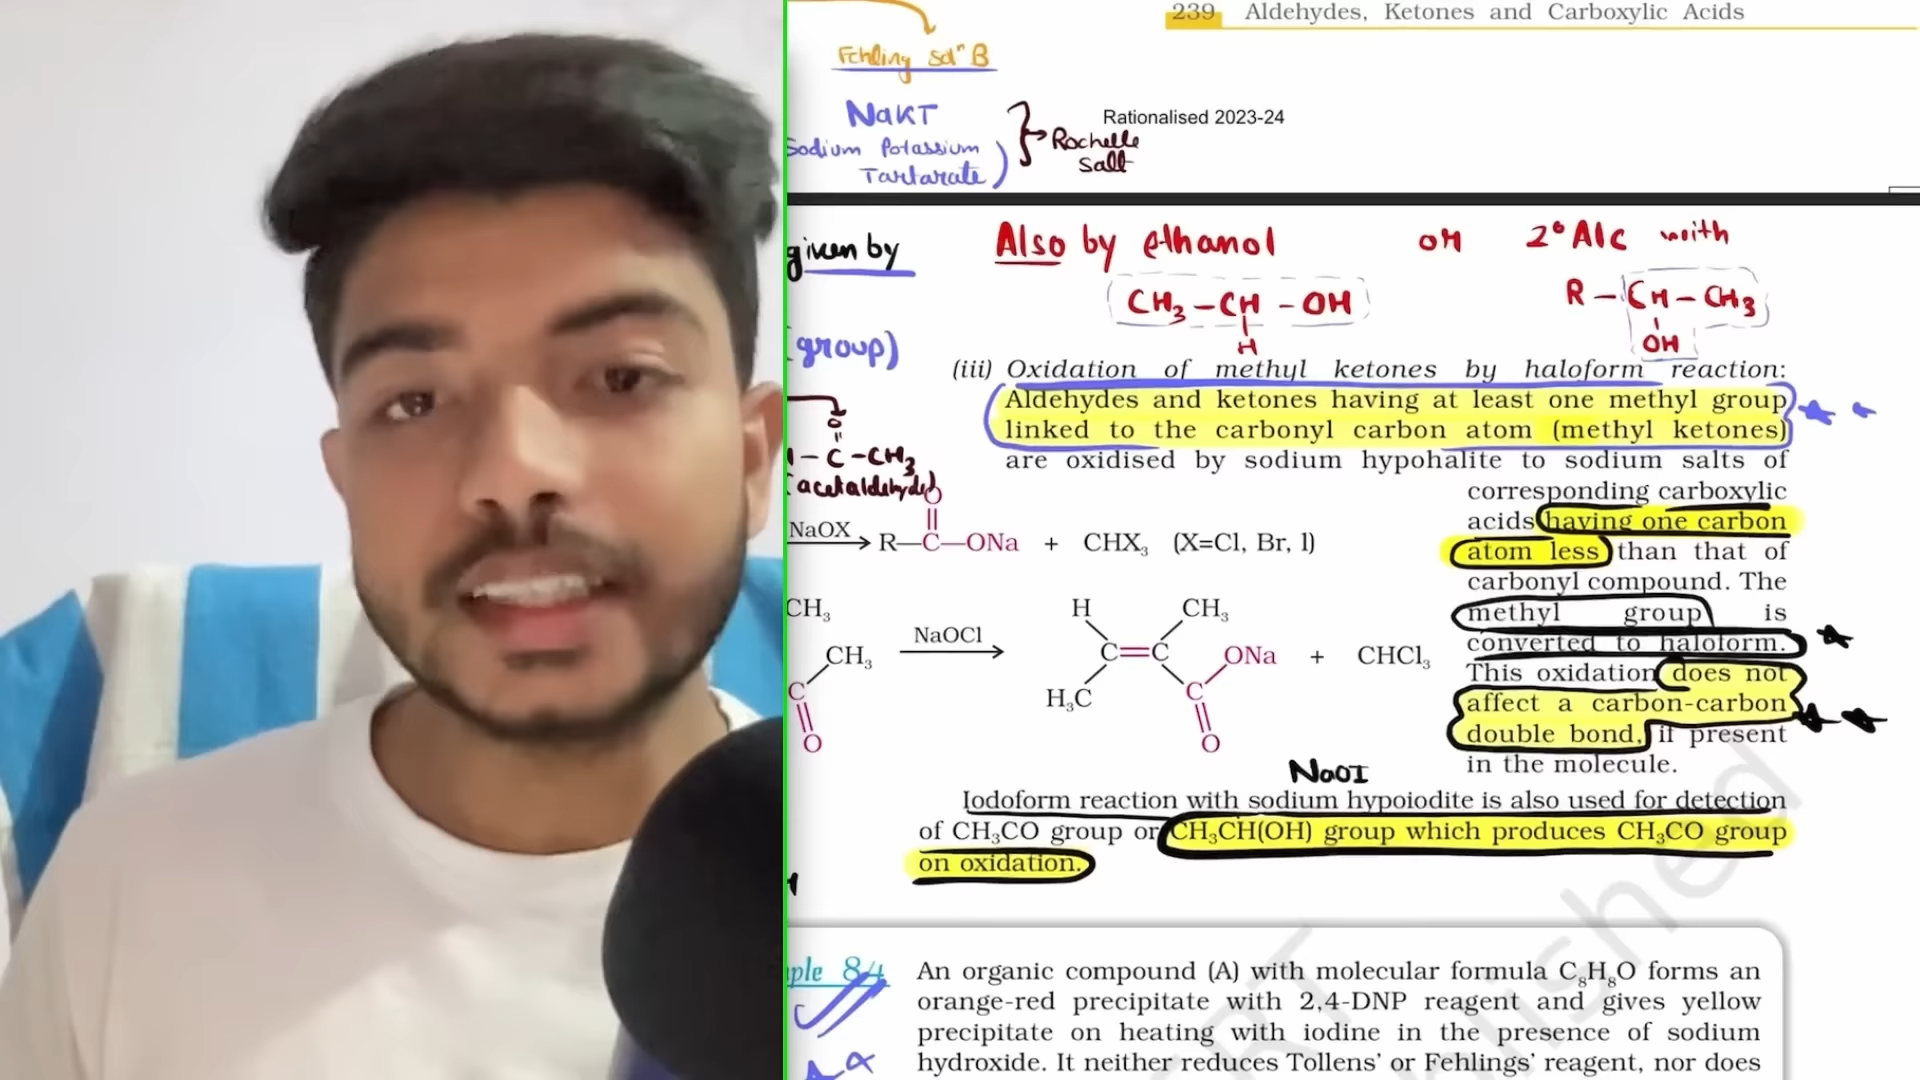 239 Aldehydes, Ketones and Carboxylic Acids
Fehling solⁿ B
NaKT
Rationalised 2023-24
Sodium Potassium
Tartarate)
Rochelle
Salt
given by
Also by ethanol or 2° Alc with
CH₃ – CH – OH
H
R – CH – CH₃
OH
group)
(iii) Oxidation of methyl ketones by haloform reaction:
Aldehydes and ketones having at least one methyl group
linked to the carbonyl carbon atom (methyl ketones)
are oxidised by sodium hypohalite to sodium salts of
corresponding carboxylic
acids having one carbon
atom less than that of
carbonyl compound. The
methyl group is
converted to haloform.
This oxidation does not
affect a carbon-carbon
double bond, if present
in the molecule.
O
– C – CH₃
(acetaldehyde)
O
NaOX R—C—ONa + CHX₃ (X=Cl, Br, I)
CH₃
CH₃
C
O
NaOCl
H CH₃
C=C
H₃C C ONa + CHCl₃
O
NaOI
Iodoform reaction with sodium hypoiodite is also used for detection
of CH₃CO group or CH₃CH(OH) group which produces CH₃CO group
on oxidation.
ple 8.4
An organic compound (A) with molecular formula C₈H₈O forms an
orange-red precipitate with 2,4-DNP reagent and gives yellow
precipitate on heating with iodine in the presence of sodium
hydroxide. It neither reduces Tollens' or Fehlings' reagent, nor does